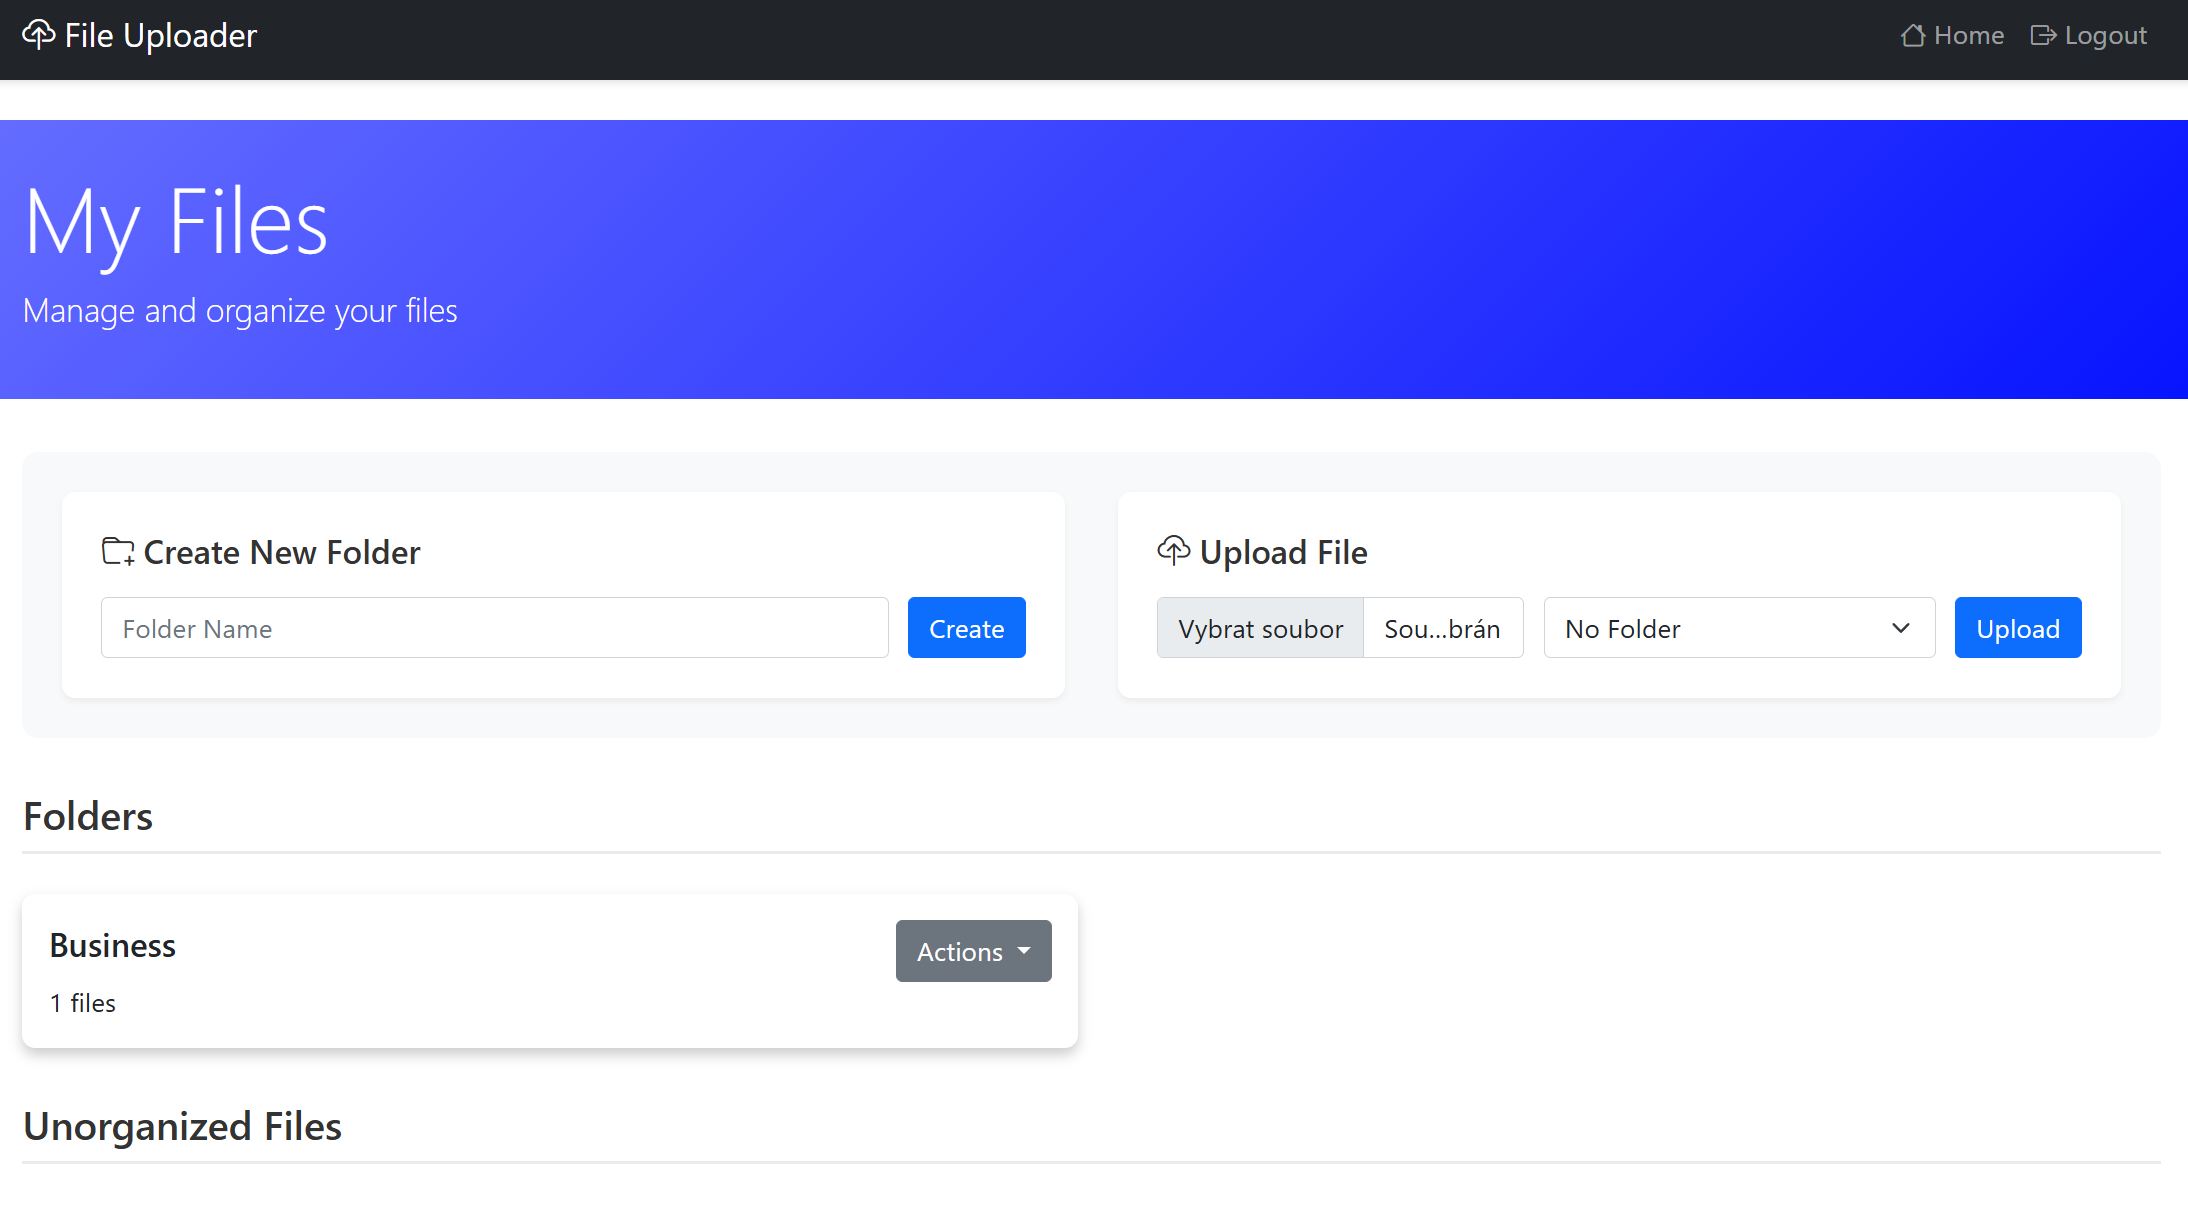 File Uploader
Home
Logout
My Files
Manage and organize your files
Create New Folder
Folder Name
Create
Upload File
Vybrat soubor
Sou...brán
No Folder
Upload
Folders
Business
Actions
1 files
Unorganized Files